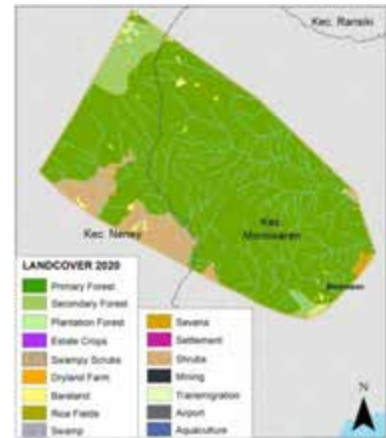 Kec. Ransiki
Kec. Neney
Kec.
Momiwaren
LANDCOVER 2020
Primary Forest
Secondary Forest
Plantation Forest
Estate Crops
Swampy Scrubs
Dryland Farm
Bareland
Rice Fields
Swamp
Savana
Settlement
Shrubs
Mining
Transmigration
Airport
Aquaculture
N